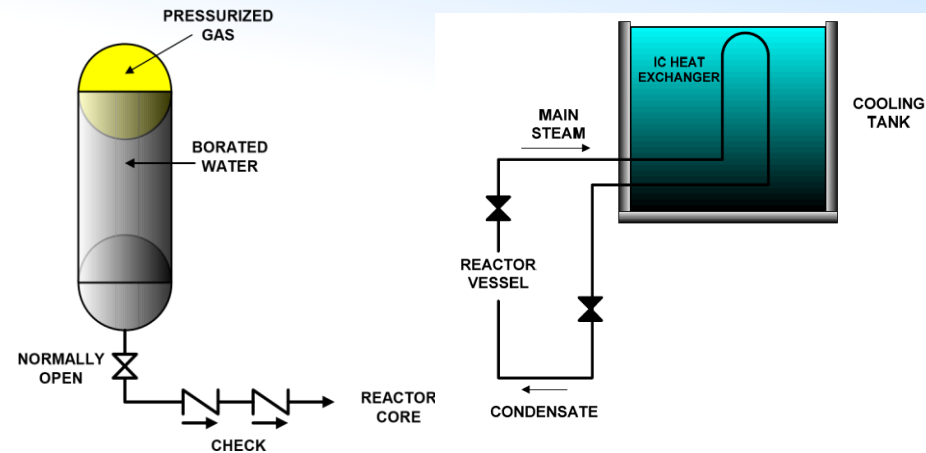 PRESSURIZED
GAS
BORATED
WATER
NORMALLY
OPEN
CHECK
REACTOR
CORE
IC HEAT
EXCHANGER
COOLING
TANK
MAIN
STEAM
REACTOR
VESSEL
CONDENSATE